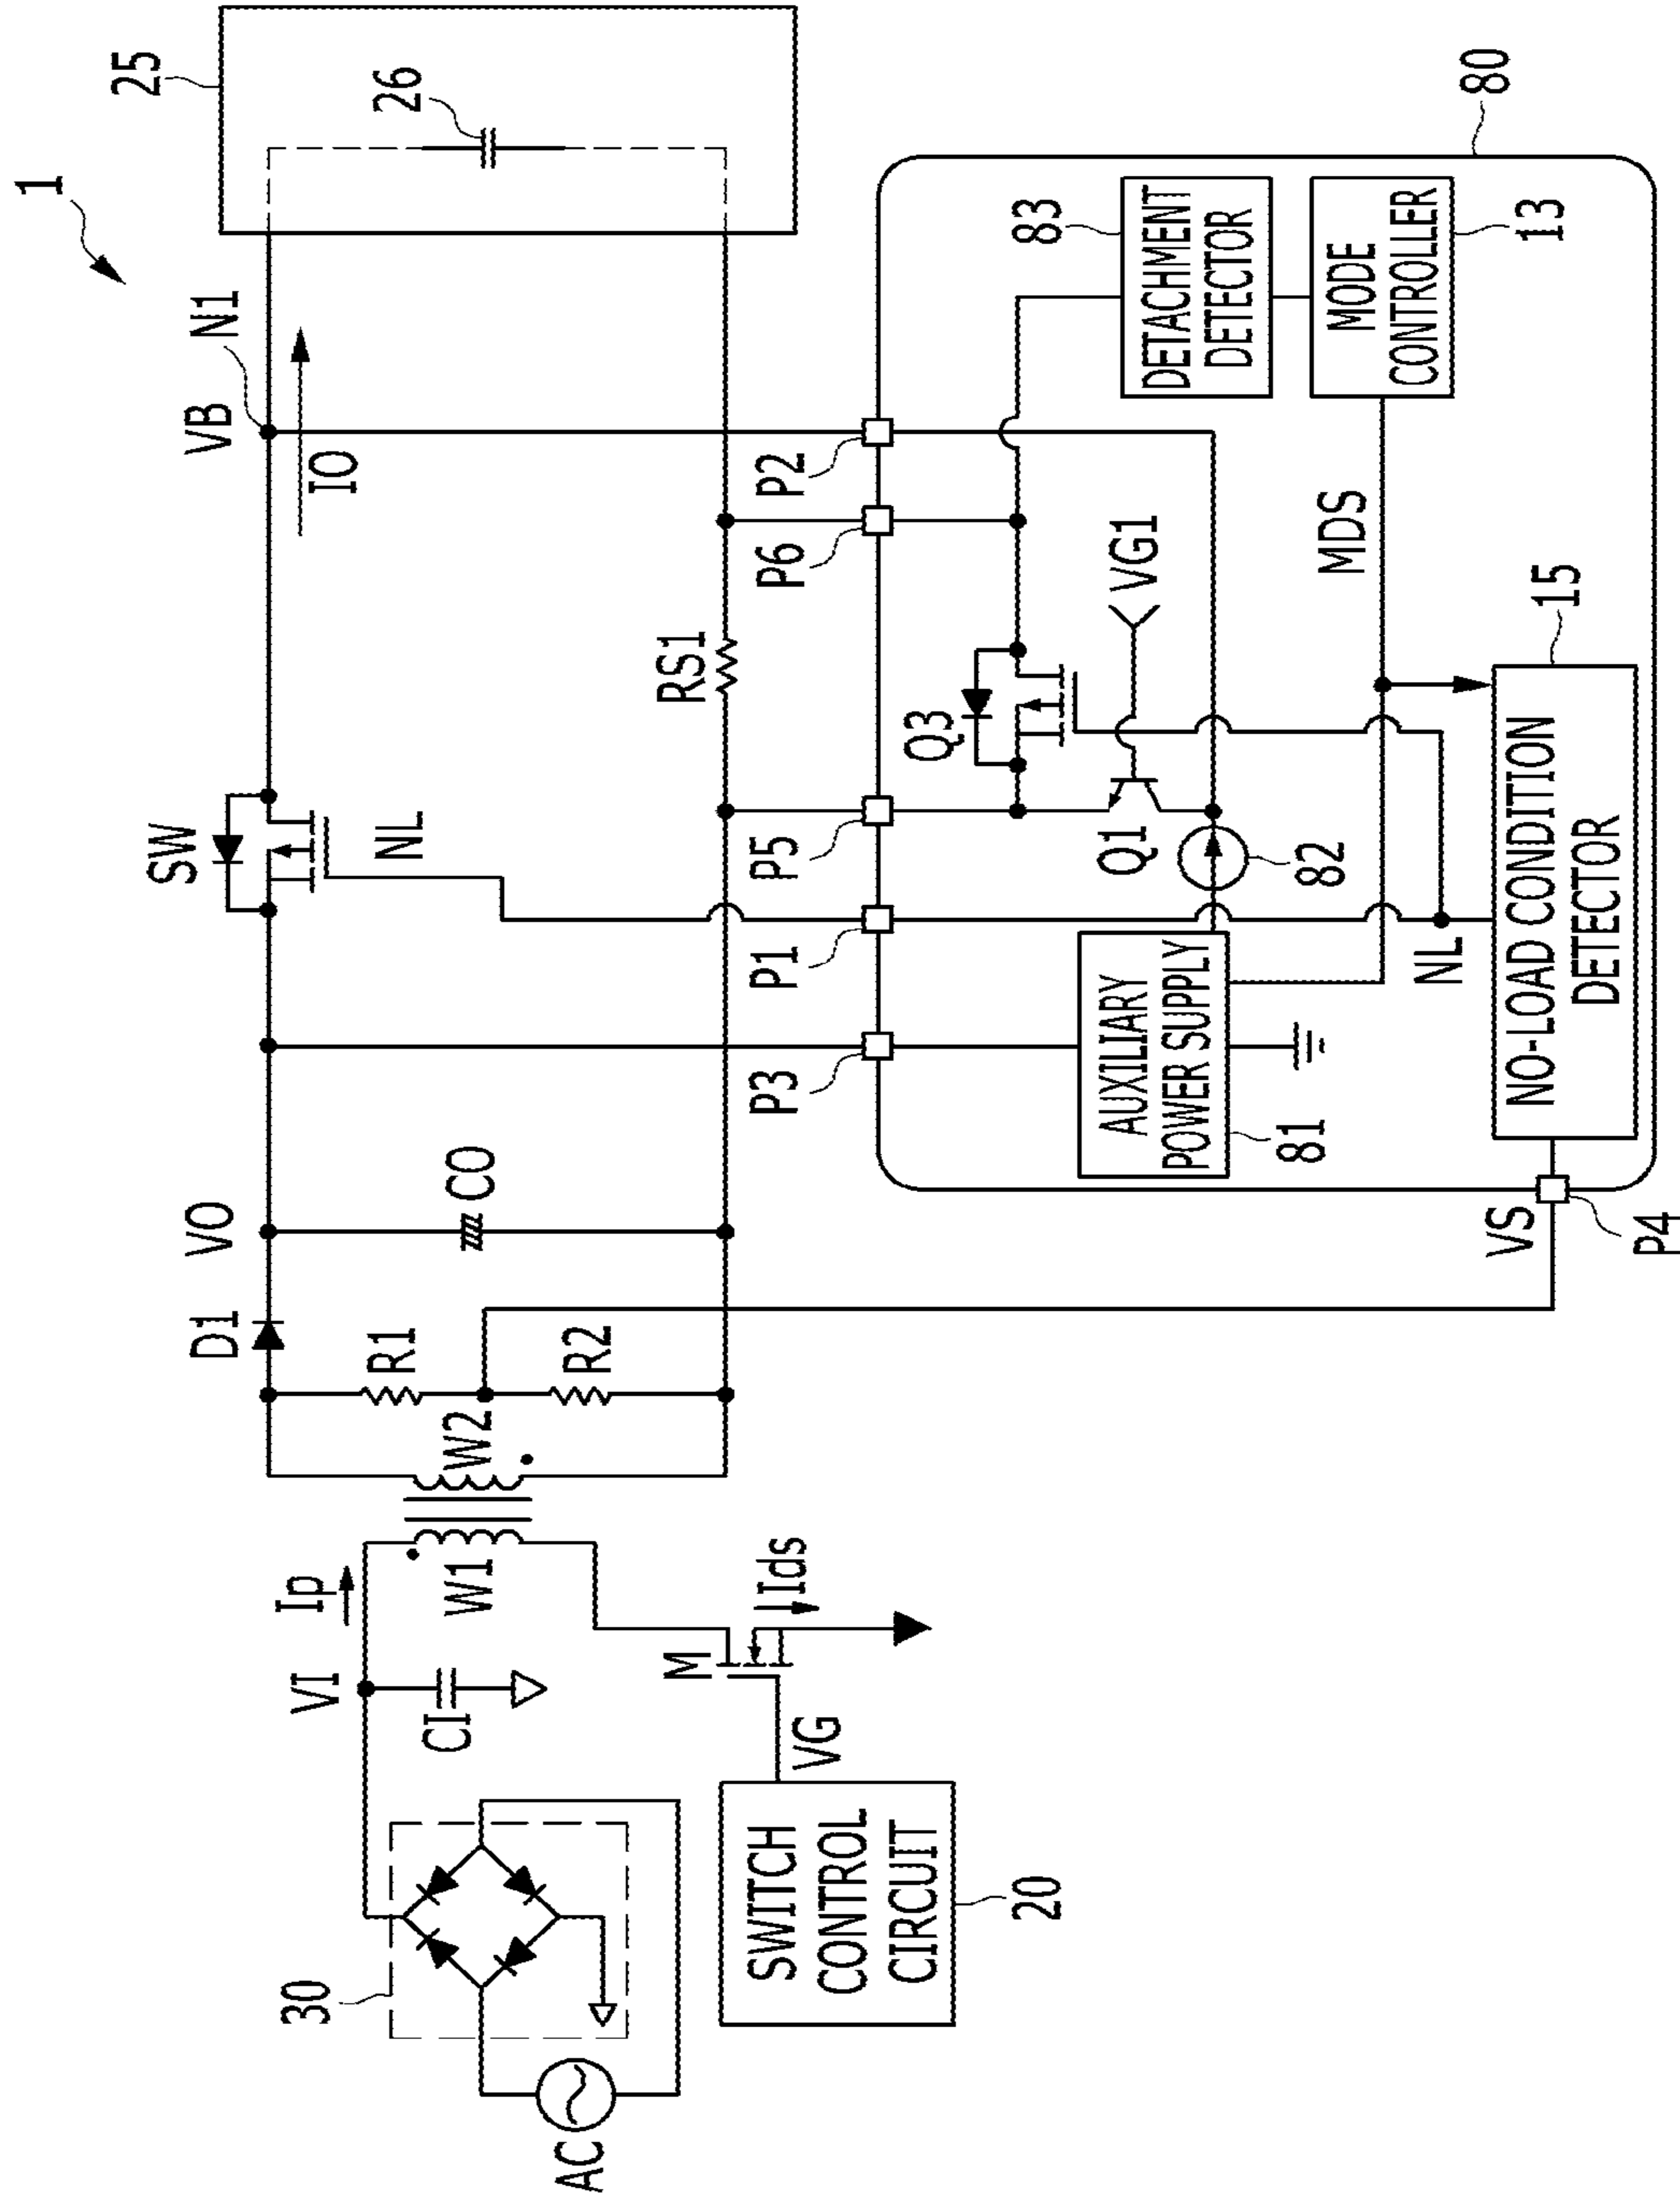 1
25
26
VB
N1
IO
SW
NL
VO
D1
CO
R1
R2
W2
W1
Ip
VI
CI
30
AC
M
Ids
VG
SWITCH
CONTROL
CIRCUIT
20
RS1
P3
P1
P5
P6
P2
80
Q3
VG1
Q1
82
AUXILIARY
POWER SUPPLY
81
DETACHMENT
DETECTOR
83
MODE
CONTROLLER
13
MDS
NL
NO-LOAD CONDITION
DETECTOR
15
VS
P4